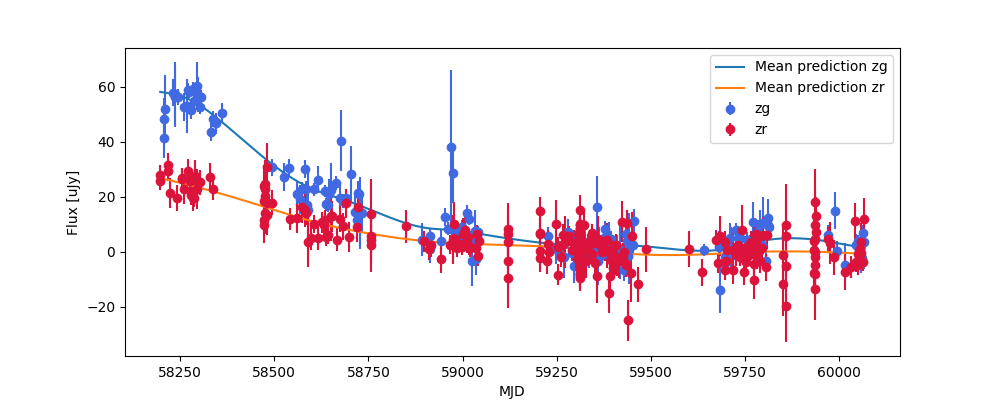 Mean prediction zg
Mean prediction zr
zg
zr
60
40
20
0
−20
Flux [uJy]
58250 58500 58750 59000 59250 59500 59750 60000
MJD